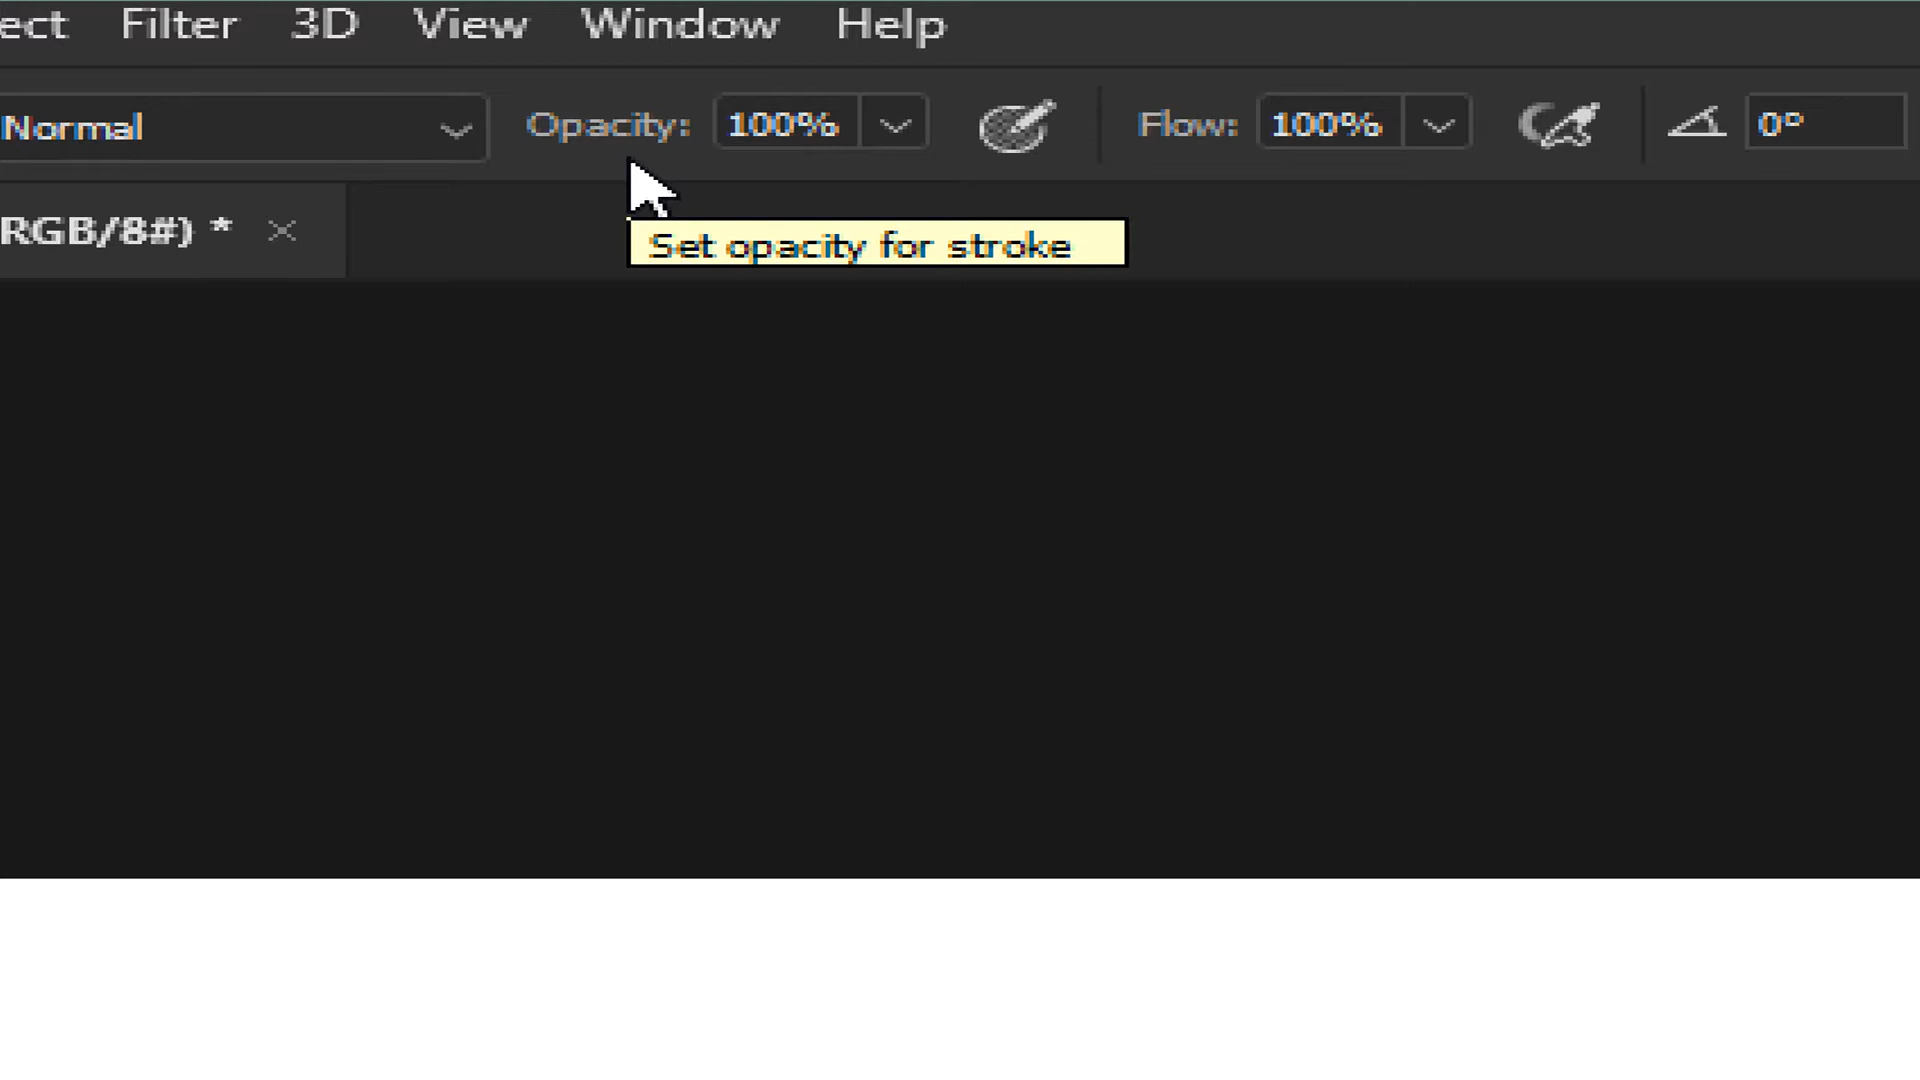 ect Filter 3D View Window Help
Normal Opacity: 100% Flow: 100% 0°
RGB/8#) *
Set opacity for stroke